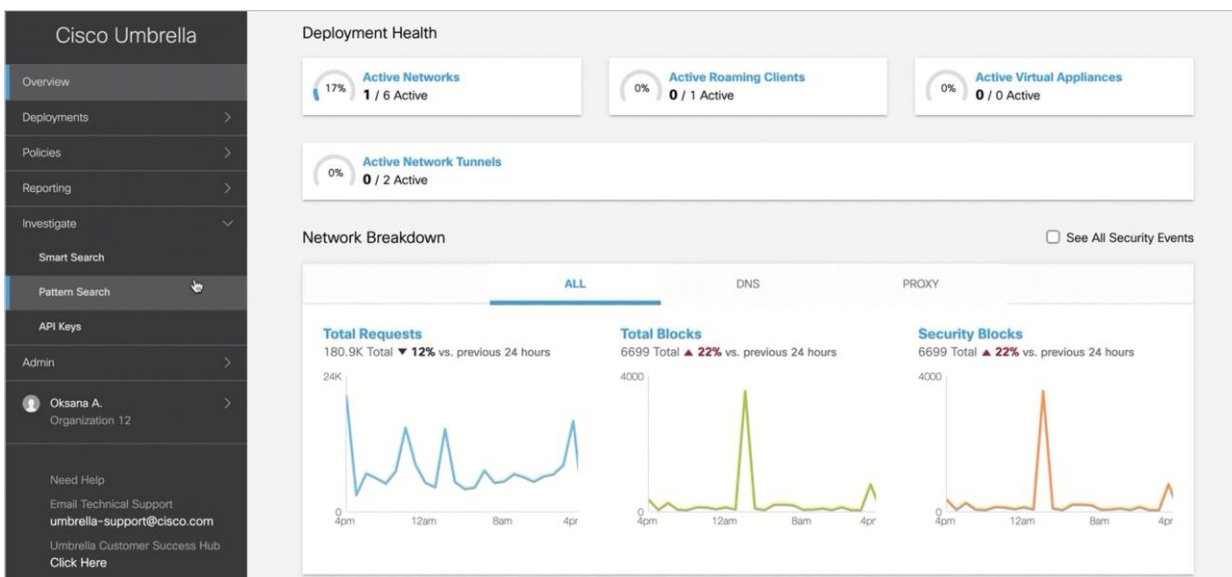 Cisco Umbrella
Overview
Deployments
Policies
Reporting
Investigate
Smart Search
Pattern Search
API Keys
Admin
Oksana A.
Organization 12
Need Help
Email Technical Support
umbrella-support@cisco.com
Umbrella Customer Success Hub
Click Here
Deployment Health
17%
Active Networks
1 / 6 Active
0%
Active Roaming Clients
0 / 1 Active
0%
Active Virtual Appliances
0 / 0 Active
0%
Active Network Tunnels
0 / 2 Active
Network Breakdown
See All Security Events
ALL
DNS
PROXY
Total Requests
180.9K Total ▼ 12% vs. previous 24 hours
24K
0
4pm 12am 8am 4pr
Total Blocks
6699 Total ▲ 22% vs. previous 24 hours
4000
0
4pm 12am 8am 4pr
Security Blocks
6699 Total ▲ 22% vs. previous 24 hours
4000
0
4pm 12am 8am 4pr